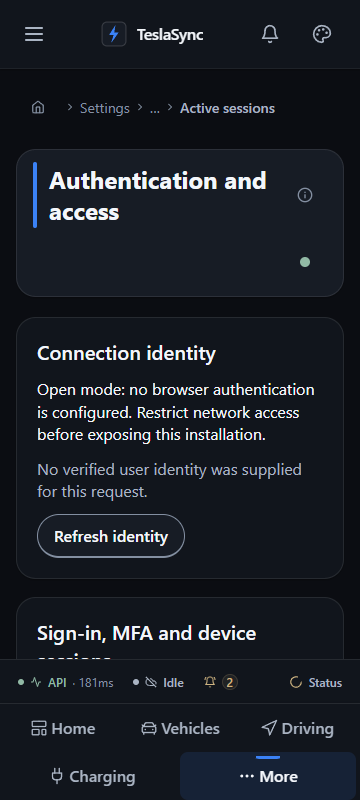 TeslaSync
Settings > ... > Active sessions
Authentication and
access
Connection identity
Open mode: no browser authentication
is configured. Restrict network access
before exposing this installation.
No verified user identity was supplied
for this request.
Refresh identity
Sign-in, MFA and device
API · 181ms Idle 2 Status
Home Vehicles Driving
Charging ... More